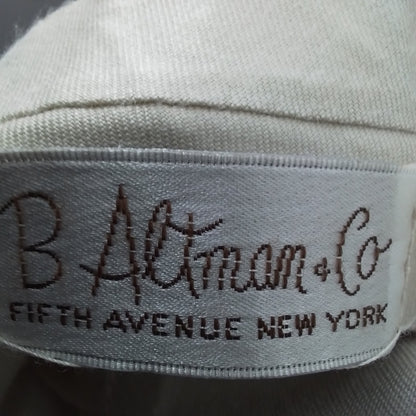 B Altman & Co
FIFTH AVENUE NEW YORK